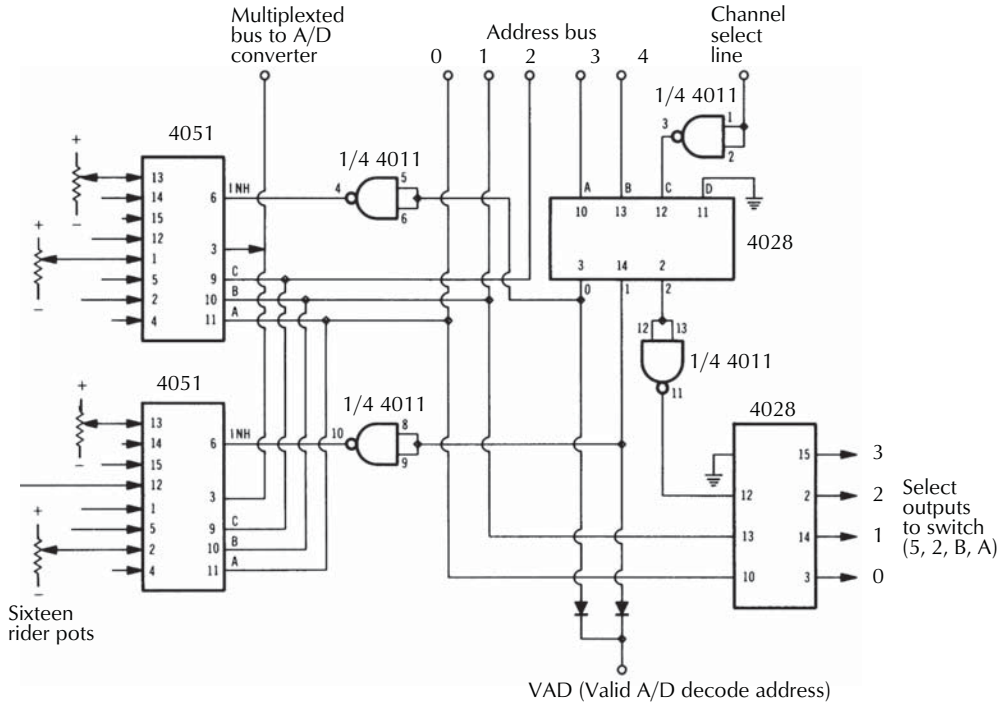 Multiplexted
bus to A/D
converter
Address bus
0 1 2 3 4
Channel
select
line
1/4 4011
3 1
2
4051
+
13
14
15
12
1
5
2
4
+
−
−
6 INH
3
9 C
10 B
11 A
1/4 4011
4 5
6
A B C D
10 13 12 11
4028
3 14 2
0 1 2
12 13
1/4 4011
11
4051
+
13
14
15
12
1
5
2
4
−
+
−
6 INH
3
9 C
10 B
11 A
1/4 4011
10 8
9
4028
15 3
12 2 2
13 14 1
10 3 0
Select
outputs
to switch
(5, 2, B, A)
Sixteen
rider pots
VAD (Valid A/D decode address)